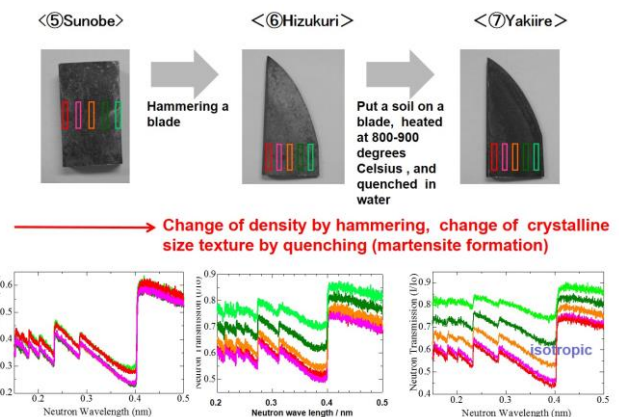 <⑤Sunobe>
<⑥Hizukuri>
<⑦Yakiire>
Hammering a
blade
Put a soil on a
blade, heated
at 800-900
degrees
Celsius , and
quenched in
water
Change of density by hammering, change of crystalline
size texture by quenching (martensite formation)
0.6
0.5
0.4
0.3
0.2
0.2
0.3
0.4
0.5
Neutron Wavelength (nm)
Neutron Transmission (I/Io)
0.9
0.8
0.7
0.6
0.5
0.2
0.3
0.4
0.5
Neutron wave length / nm
Neutron Transmission (I/Io)
0.9
0.8
0.7
0.6
0.5
0.4
isotropic
0.2
0.3
0.4
0.5
Neutron Wavelength (nm)